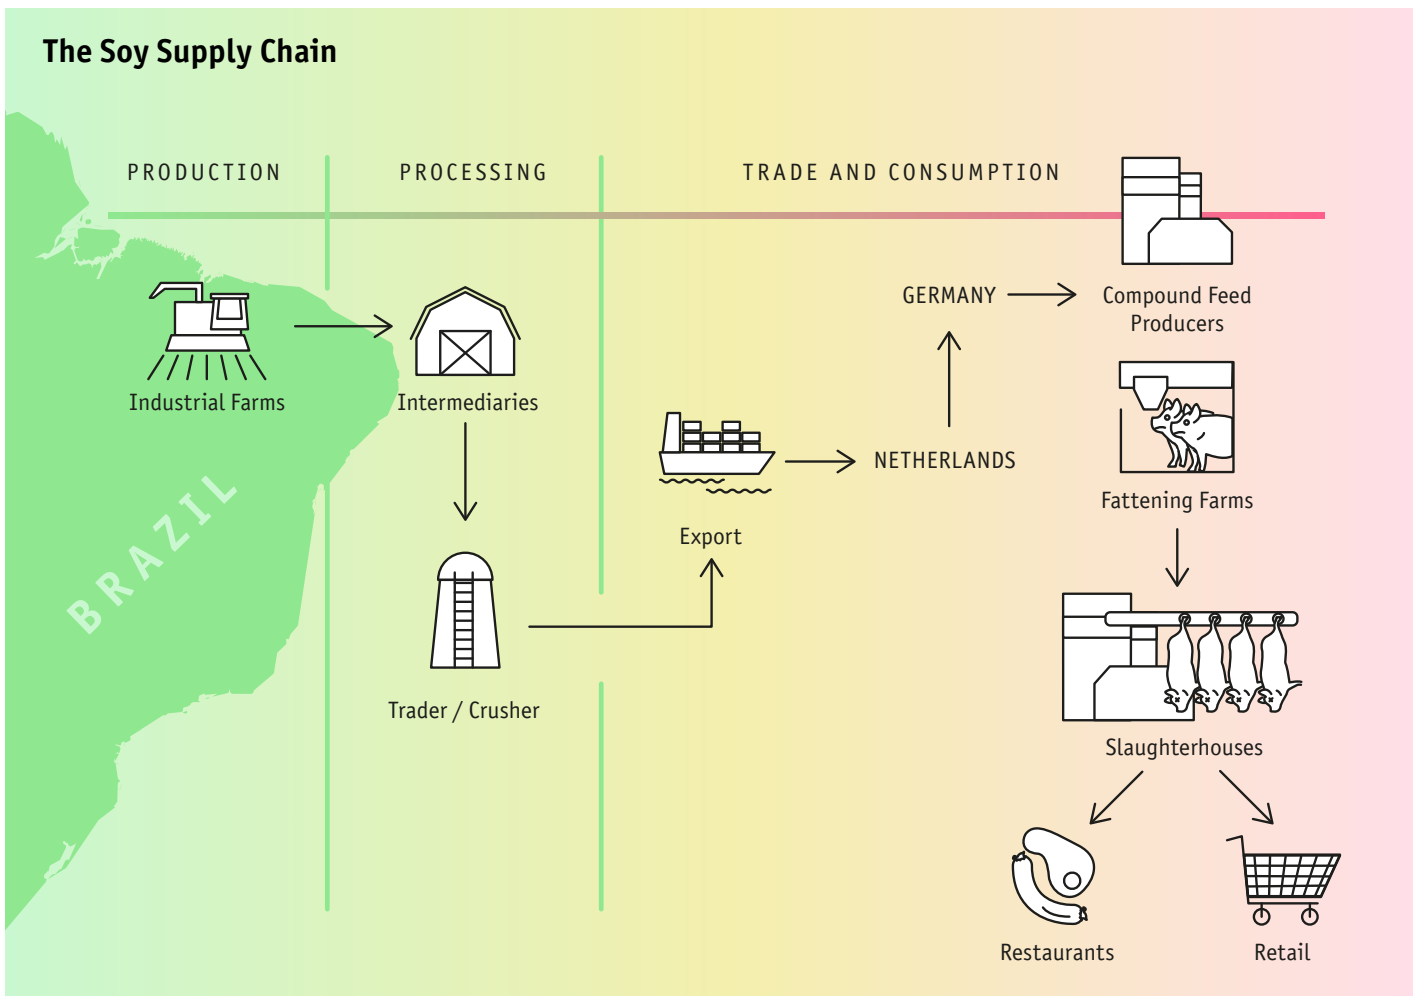 The Soy Supply Chain
PRODUCTION
PROCESSING
TRADE AND CONSUMPTION
Industrial Farms
BRAZIL
Intermediaries
Trader / Crusher
Export
NETHERLANDS
GERMANY
Compound Feed
Producers
Fattening Farms
Slaughterhouses
Restaurants
Retail